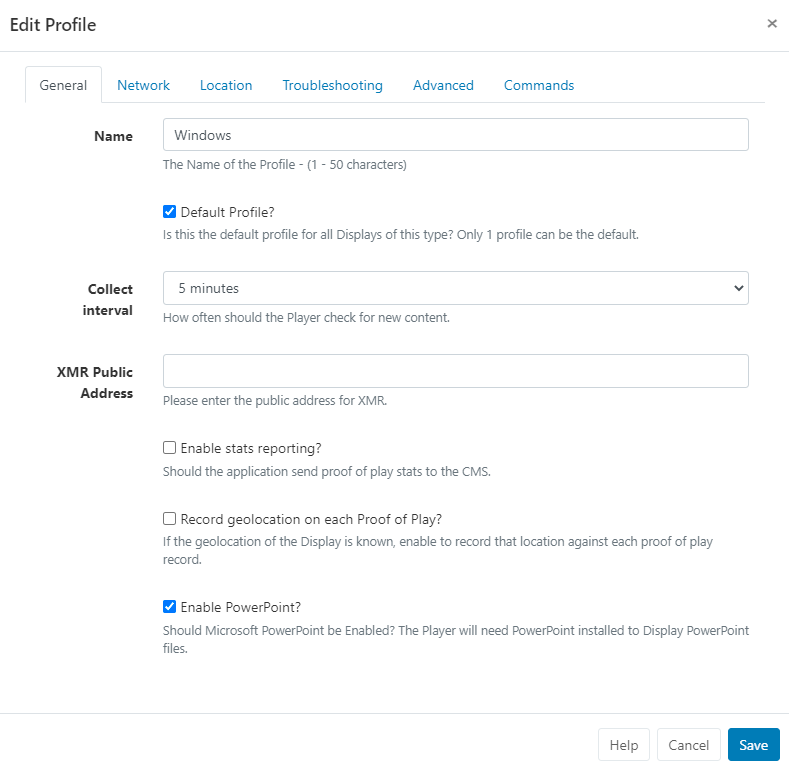 Edit Profile
×
General Network Location Troubleshooting Advanced Commands
Name
Windows
The Name of the Profile - (1 - 50 characters)
Default Profile?
Is this the default profile for all Displays of this type? Only 1 profile can be the default.
Collect
interval
5 minutes
How often should the Player check for new content.
XMR Public
Address
Please enter the public address for XMR.
Enable stats reporting?
Should the application send proof of play stats to the CMS.
Record geolocation on each Proof of Play?
If the geolocation of the Display is known, enable to record that location against each proof of play
record.
Enable PowerPoint?
Should Microsoft PowerPoint be Enabled? The Player will need PowerPoint installed to Display PowerPoint
files.
Help Cancel Save